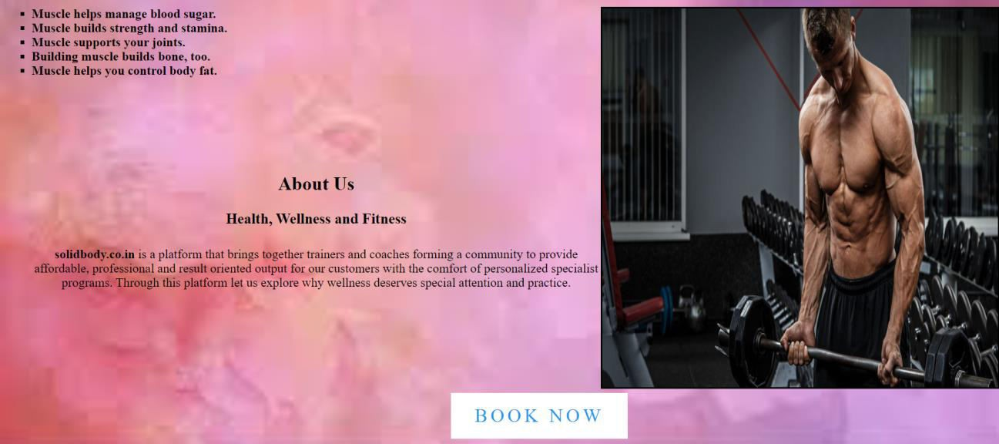 Muscle helps manage blood sugar.
Muscle builds strength and stamina.
Muscle supports your joints.
Building muscle builds bone, too.
Muscle helps you control body fat.
About Us
Health, Wellness and Fitness
solidbody.co.in is a platform that brings together trainers and coaches forming a community to provide
affordable, professional and result oriented output for our customers with the comfort of personalized specialist
programs. Through this platform let us explore why wellness deserves special attention and practice.
BOOK NOW